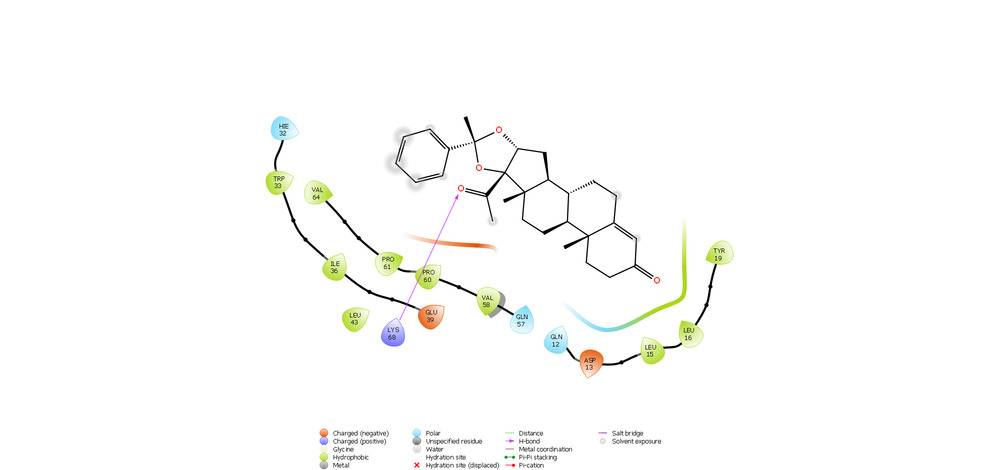 HIE
32
TRP
33
VAL
64
O
O
O
ILE
36
PRO
61
PRO
60
LEU
43
LYS
68
GLU
39
VAL
58
GLN
57
O
TYR
19
GLN
12
ASP
13
LEU
15
LEU
16
Charged (negative)
Charged (positive)
Glycine
Hydrophobic
Metal
Polar
Unspecified residue
Water
Hydration site
Hydration site (displaced)
Distance
H-bond
Metal coordination
Pi-Pi stacking
Pi-cation
Salt bridge
Solvent exposure